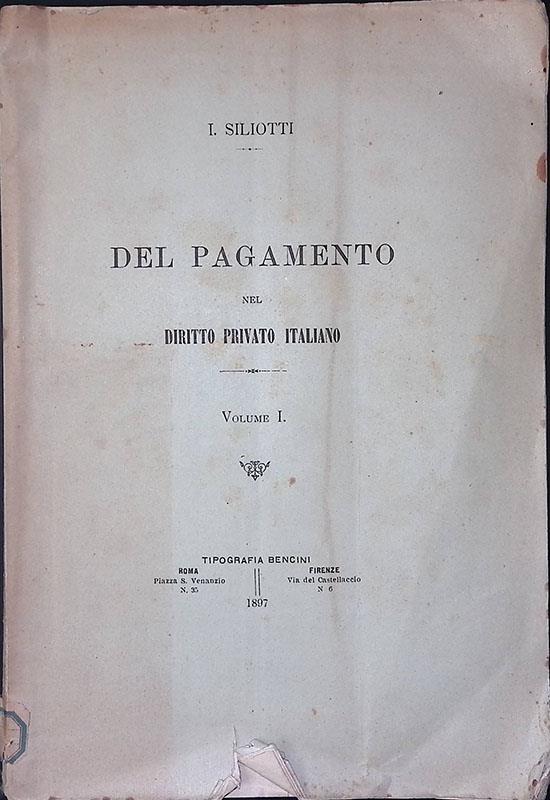 I. SILIOTTI
DEL PAGAMENTO
NEL
DIRITTO PRIVATO ITALIANO
VOLUME I.
TIPOGRAFIA BENCINI
ROMA
Piazza S. Venanzio
N. 35
FIRENZE
Via del Castellaccio
N 6
1897